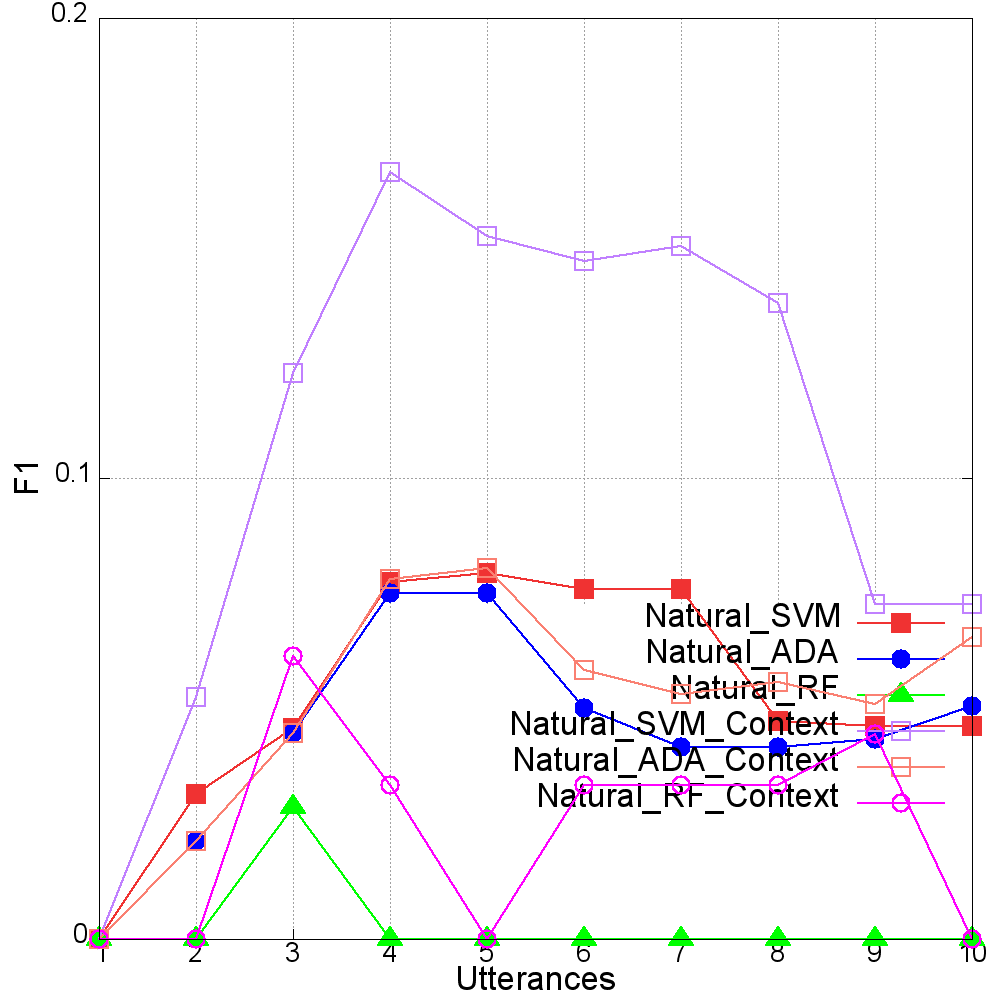 0.2
0.1
0
F1
Natural_SVM
Natural_ADA
Natural_RF
Natural_SVM_Context
Natural_ADA_Context
Natural_RF_Context
1 2 3 4 5 6 7 8 9 10
Utterances